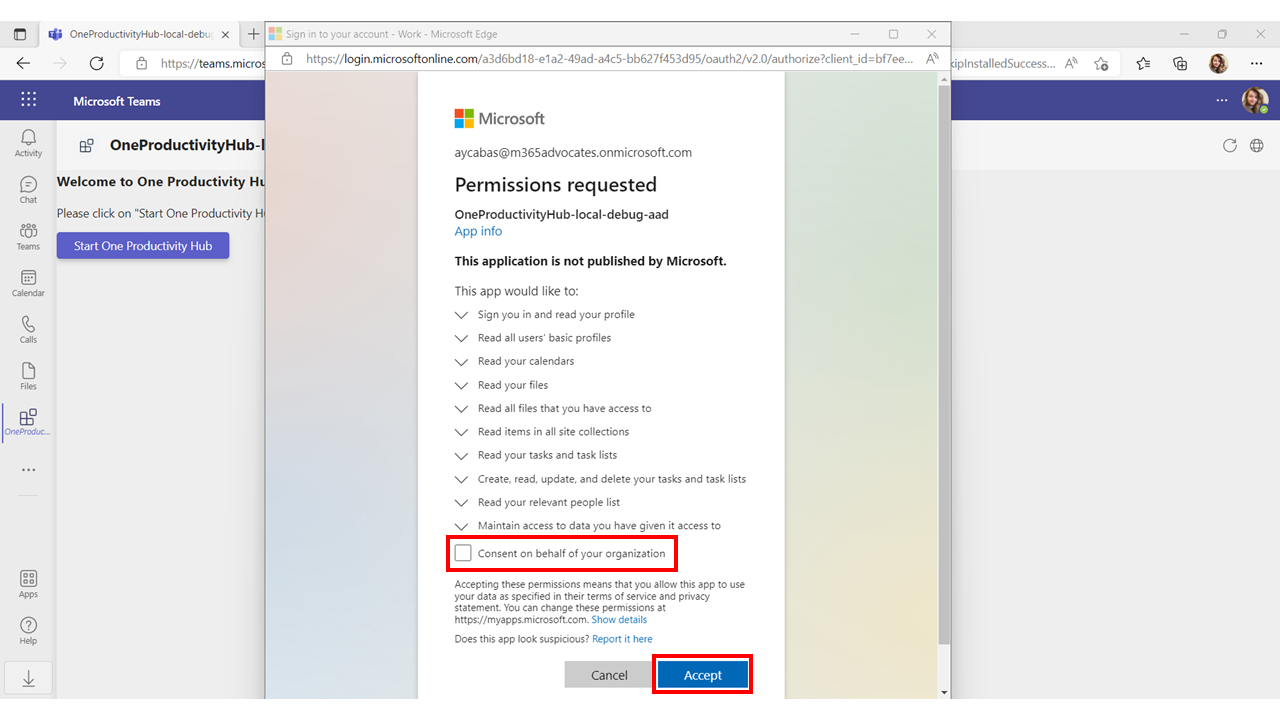 OneProductivityHub-local-debu
Sign in to your account - Work - Microsoft Edge
https://teams.micros
https://login.microsoftonline.com/a3d6bd18-e1a2-49ad-a4c5-bb627f453d95/oauth2/v2.0/authorize?client_id=bf7ee...
kipInstalledSuccess...
Microsoft Teams
Activity
Chat
Teams
Calendar
Calls
Files
OneProduc...
Apps
Help
OneProductivityHub-l
Welcome to One Productivity Hu
Please click on "Start One Productivity H
Start One Productivity Hub
Microsoft
aycabas@m365advocates.onmicrosoft.com
Permissions requested
OneProductivityHub-local-debug-aad
App info
This application is not published by Microsoft.
This app would like to:
Sign you in and read your profile
Read all users' basic profiles
Read your calendars
Read your files
Read all files that you have access to
Read items in all site collections
Read your tasks and task lists
Create, read, update, and delete your tasks and task lists
Read your relevant people list
Maintain access to data you have given it access to
Consent on behalf of your organization
Accepting these permissions means that you allow this app to use
your data as specified in their terms of service and privacy
statement. You can change these permissions at
https://myapps.microsoft.com. Show details
Does this app look suspicious? Report it here
Cancel
Accept